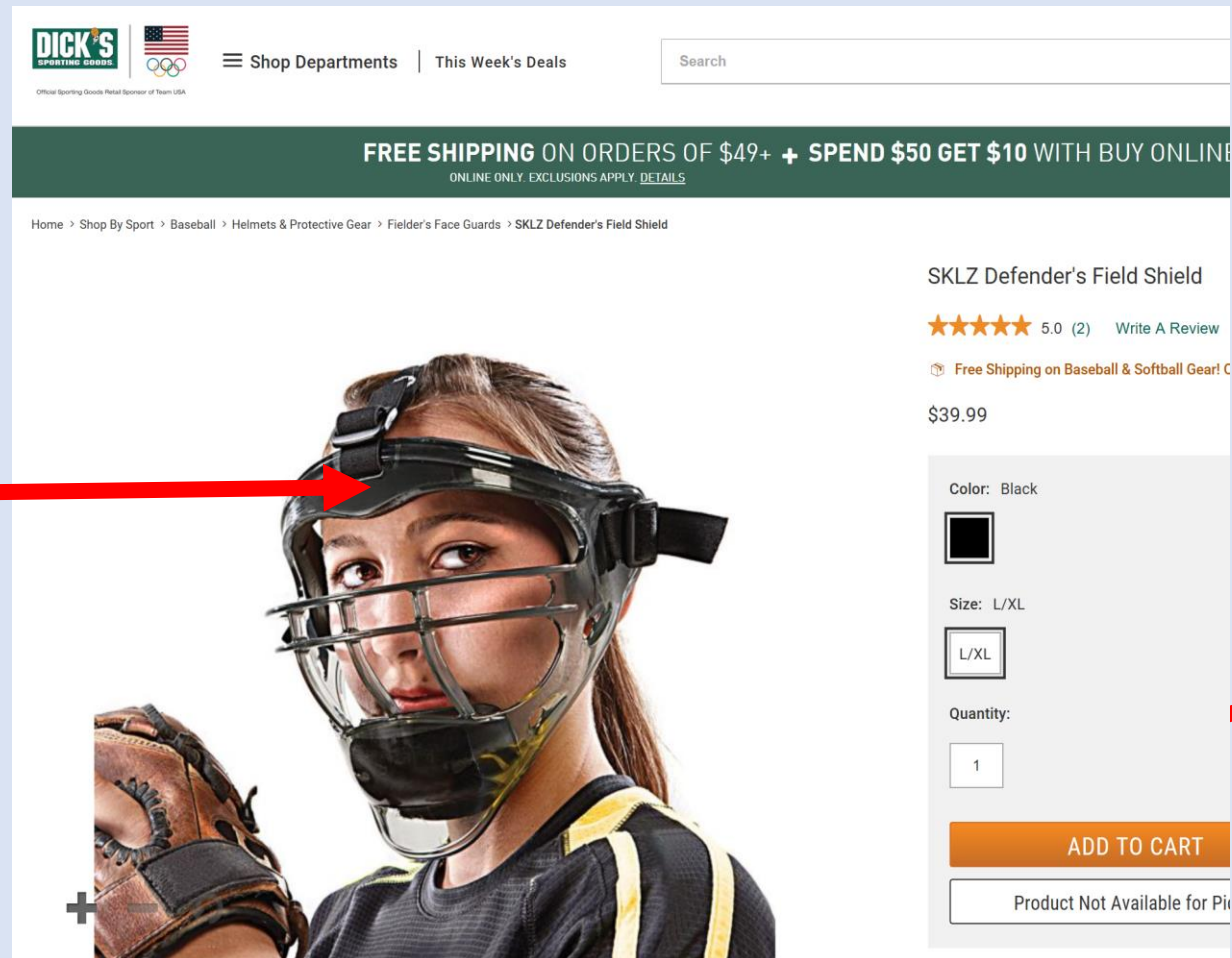 DICK'S
SPORTING GOODS
Official Sporting Goods Retail Sponsor of Team USA
Shop Departments
This Week's Deals
Search
FREE SHIPPING ON ORDERS OF $49+ + SPEND $50 GET $10 WITH BUY ONLINE
ONLINE ONLY. EXCLUSIONS APPLY. DETAILS
Home > Shop By Sport > Baseball > Helmets & Protective Gear > Fielder's Face Guards > SKLZ Defender's Field Shield
SKLZ Defender's Field Shield
5.0 (2) Write A Review
Free Shipping on Baseball & Softball Gear!
$39.99
Color: Black
Size: L/XL
L/XL
Quantity:
1
ADD TO CART
Product Not Available for